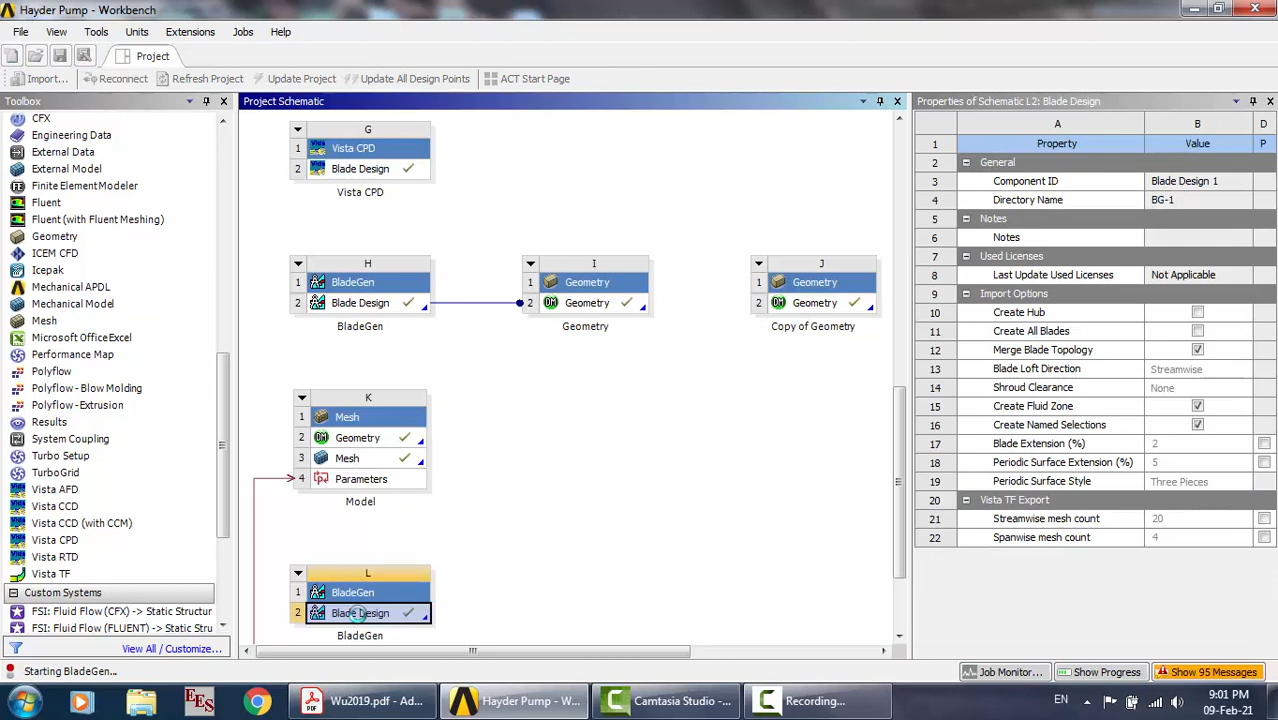 Hayder Pump - Workbench
File View Tools Units Extensions Jobs Help
Project
Import... Reconnect Refresh Project Update Project Update All Design Points ACT Start Page
Toolbox
CFX
Engineering Data
External Data
External Model
Finite Element Modeler
Fluent
Fluent (with Fluent Meshing)
Geometry
ICEM CFD
Icepak
Mechanical APDL
Mechanical Model
Mesh
Microsoft Office Excel
Performance Map
Polyflow
Polyflow - Blow Molding
Polyflow - Extrusion
Results
System Coupling
Turbo Setup
TurboGrid
Vista AFD
Vista CCD
Vista CCD (with CCM)
Vista CPD
Vista RTD
Vista TF
Custom Systems
FSI: Fluid Flow (CFX) -> Static Structur
FSI: Fluid Flow (FLUENT) -> Static Stru
View All / Customize...
Project Schematic
G
1 Vista CPD
2 Blade Design
Vista CPD
H
1 BladeGen
2 Blade Design
BladeGen
I
1 Geometry
2 DM Geometry
Geometry
J
1 Geometry
2 DM Geometry
Copy of Geometry
K
1 Mesh
2 DM Geometry
3 Mesh
4 Parameters
Model
L
1 BladeGen
2 Blade Design
BladeGen
Properties of Schematic L2: Blade Design
A B D
1 Property Value P
2 General
3 Component ID Blade Design 1
4 Directory Name BG-1
5 Notes
6 Notes
7 Used Licenses
8 Last Update Used Licenses Not Applicable
9 Import Options
10 Create Hub
11 Create All Blades
12 Merge Blade Topology
13 Blade Loft Direction Streamwise
14 Shroud Clearance None
15 Create Fluid Zone
16 Create Named Selections
17 Blade Extension (%) 2
18 Periodic Surface Extension (%) 5
19 Periodic Surface Style Three Pieces
20 Vista TF Export
21 Streamwise mesh count 20
22 Spanwise mesh count 4
Starting BladeGen...
Job Monitor... Show Progress Show 95 Messages
EES
PDF
Wu2019.pdf - Ad... Hayder Pump - W... Camtasia Studio -... Recording...
EN
9:01 PM
09-Feb-21